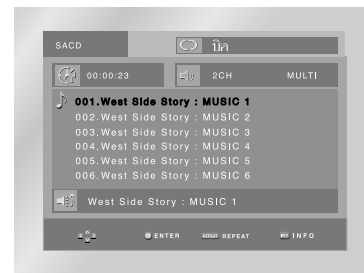 SACD
ปิด
00:00:23 2CH MULTI
001.West Side Story : MUSIC 1
002.West Side Story : MUSIC 2
003.West Side Story : MUSIC 3
004.West Side Story : MUSIC 4
005.West Side Story : MUSIC 5
006.West Side Story : MUSIC 6
West Side Story : MUSIC 1
ENTER REPEAT REPEAT INFO